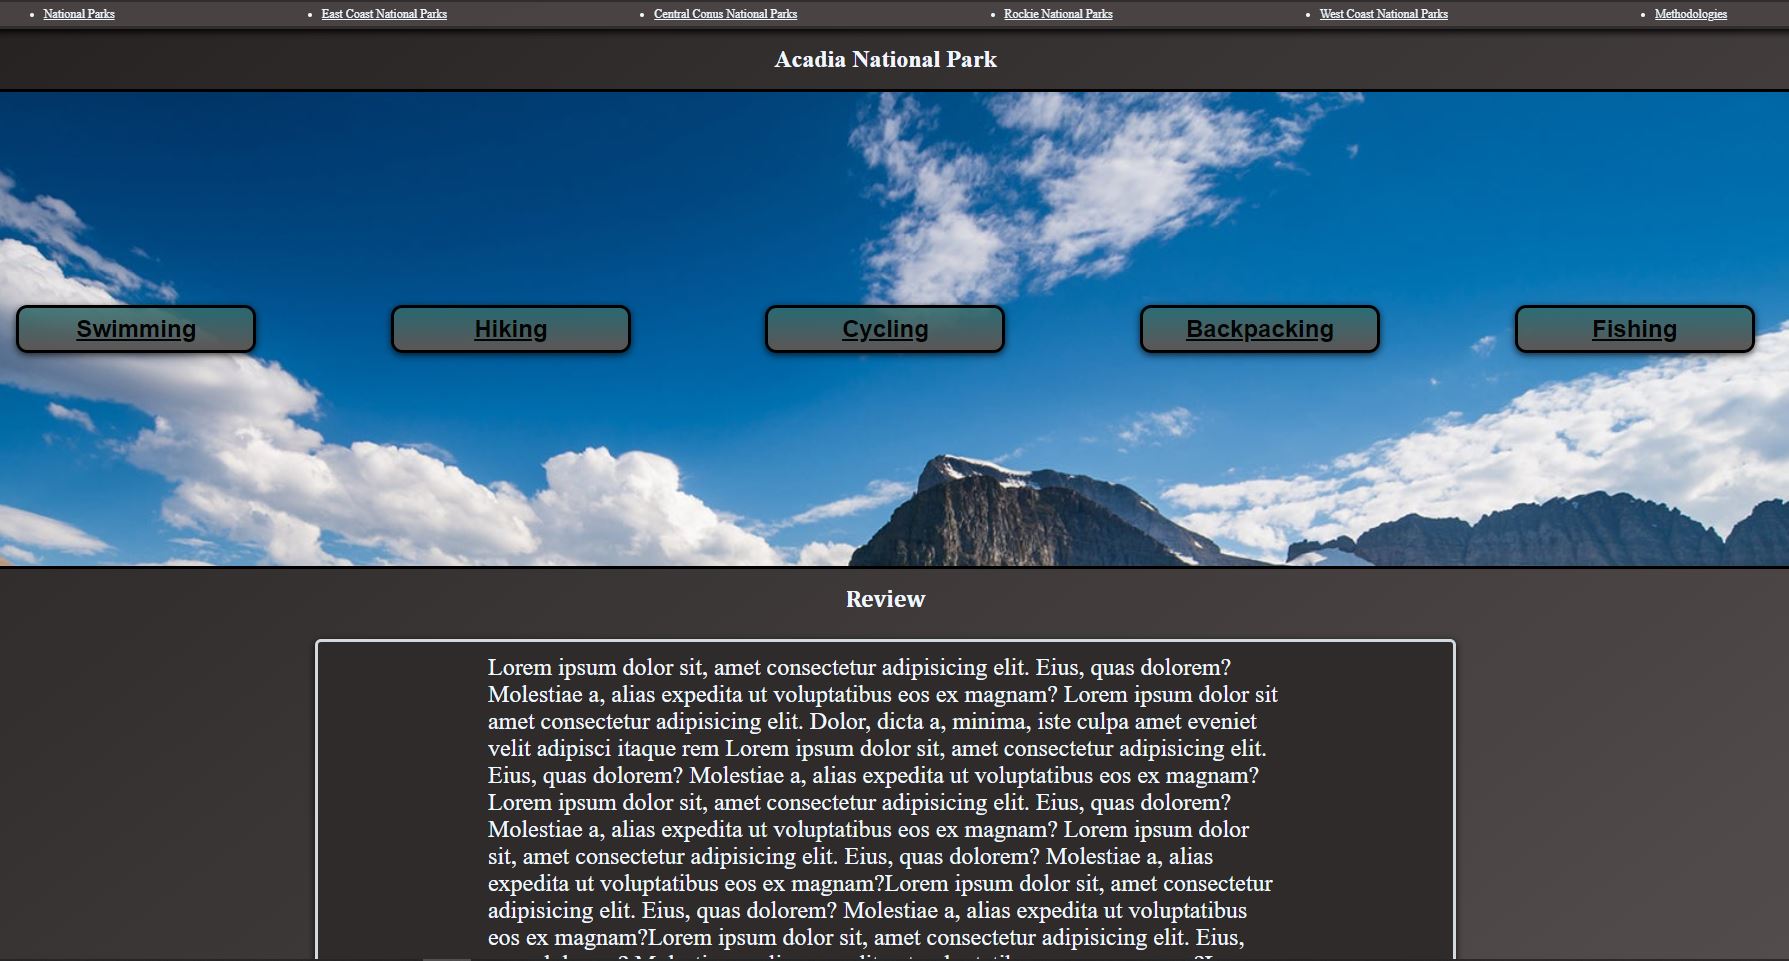 National Parks
East Coast National Parks
Central Conus National Parks
Rockie National Parks
West Coast National Parks
Methodologies
Acadia National Park
Swimming
Hiking
Cycling
Backpacking
Fishing
Review
Lorem ipsum dolor sit, amet consectetur adipisicing elit. Eius, quas dolorem?
Molestiae a, alias expedita ut voluptatibus eos ex magnam? Lorem ipsum dolor sit
amet consectetur adipisicing elit. Dolor, dicta a, minima, iste culpa amet eveniet
velit adipisci itaque rem Lorem ipsum dolor sit, amet consectetur adipisicing elit.
Eius, quas dolorem? Molestiae a, alias expedita ut voluptatibus eos ex magnam?
Lorem ipsum dolor sit, amet consectetur adipisicing elit. Eius, quas dolorem?
Molestiae a, alias expedita ut voluptatibus eos ex magnam? Lorem ipsum dolor
sit, amet consectetur adipisicing elit. Eius, quas dolorem? Molestiae a, alias
expedita ut voluptatibus eos ex magnam?Lorem ipsum dolor sit, amet consectetur
adipisicing elit. Eius, quas dolorem? Molestiae a, alias expedita ut voluptatibus
eos ex magnam?Lorem ipsum dolor sit, amet consectetur adipisicing elit. Eius,